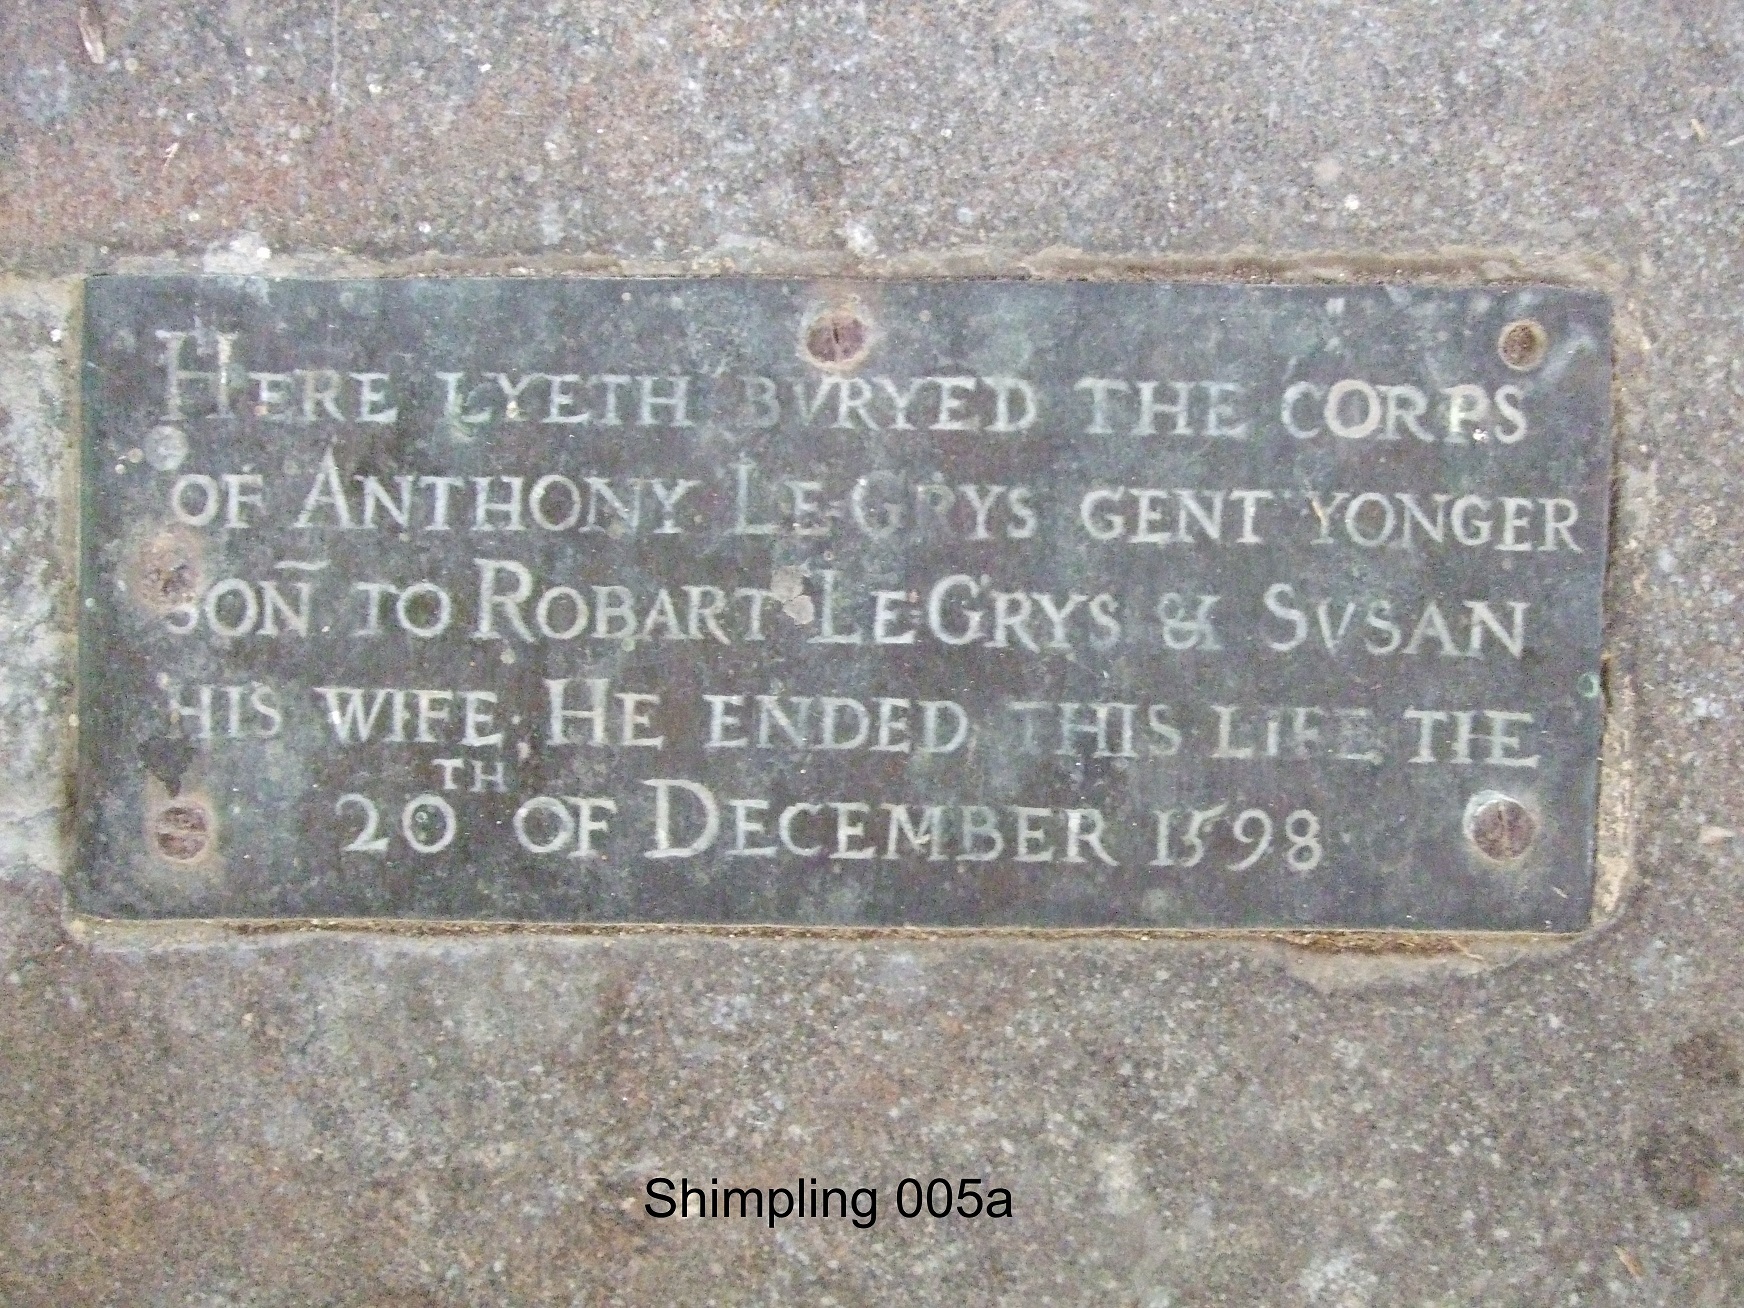 HERE LYETH BVRYED THE CORPS
OF ANTHONY LE-GRYS GENT YONGER
SOÑ TO ROBART LE-GRYS & SVSAN
HIS WIFE. HE ENDED THIS LIFE THE
20TH OF DECEMBER 1598
Shimpling 005a